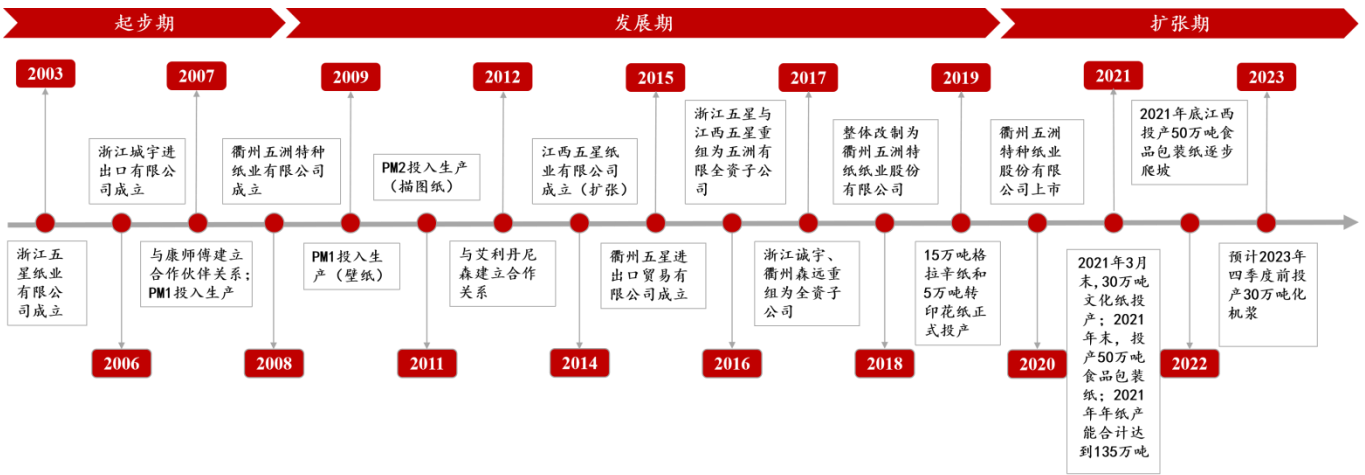 起步期
发展期
扩张期
2003
2007
2009
2012
2015
2017
2019
2021
2023
浙江城宇进
出口有限公
司成立
衢州五洲特种
纸业有限公司
成立
PM2投入生产
（描图纸）
江西五星纸
业有限公司
成立（扩张）
浙江五星与
江西五星重
组为五洲有
限全资子公
司
整体改制为
衢州五洲特
纸纸业股份
有限公司
衢州五洲
特种纸业
股份有限
公司上市
2021年底江西
投产50万吨食
品包装纸逐步
爬坡
浙江五
星纸业
有限公
司成立
与康师傅建立
合作伙伴关系；
PM1投入生产
PM1投入生
产（壁纸）
与艾利丹尼
森建立合作
关系
衢州五星进
出口贸易有
限公司成立
浙江诚宇、
衢州森远重
组为全资子
公司
15万吨格
拉辛纸和
5万吨转
印花纸正
式投产
2021年3月
末,30万吨
文化纸投
产；2021
年末，投
产50万吨
食品包装
纸；2021
年年纸产
能合计达
到135万吨
预计2023年
四季度前投
产30万吨化
机浆
2006
2008
2011
2014
2016
2018
2020
2022